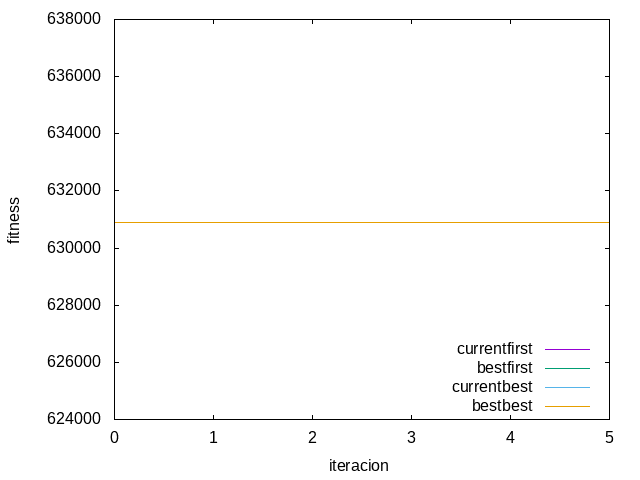 638000
636000
634000
632000
630000
628000
626000
624000
fitness
currentfirst
bestfirst
currentbest
bestbest
0 1 2 3 4 5
iteracion